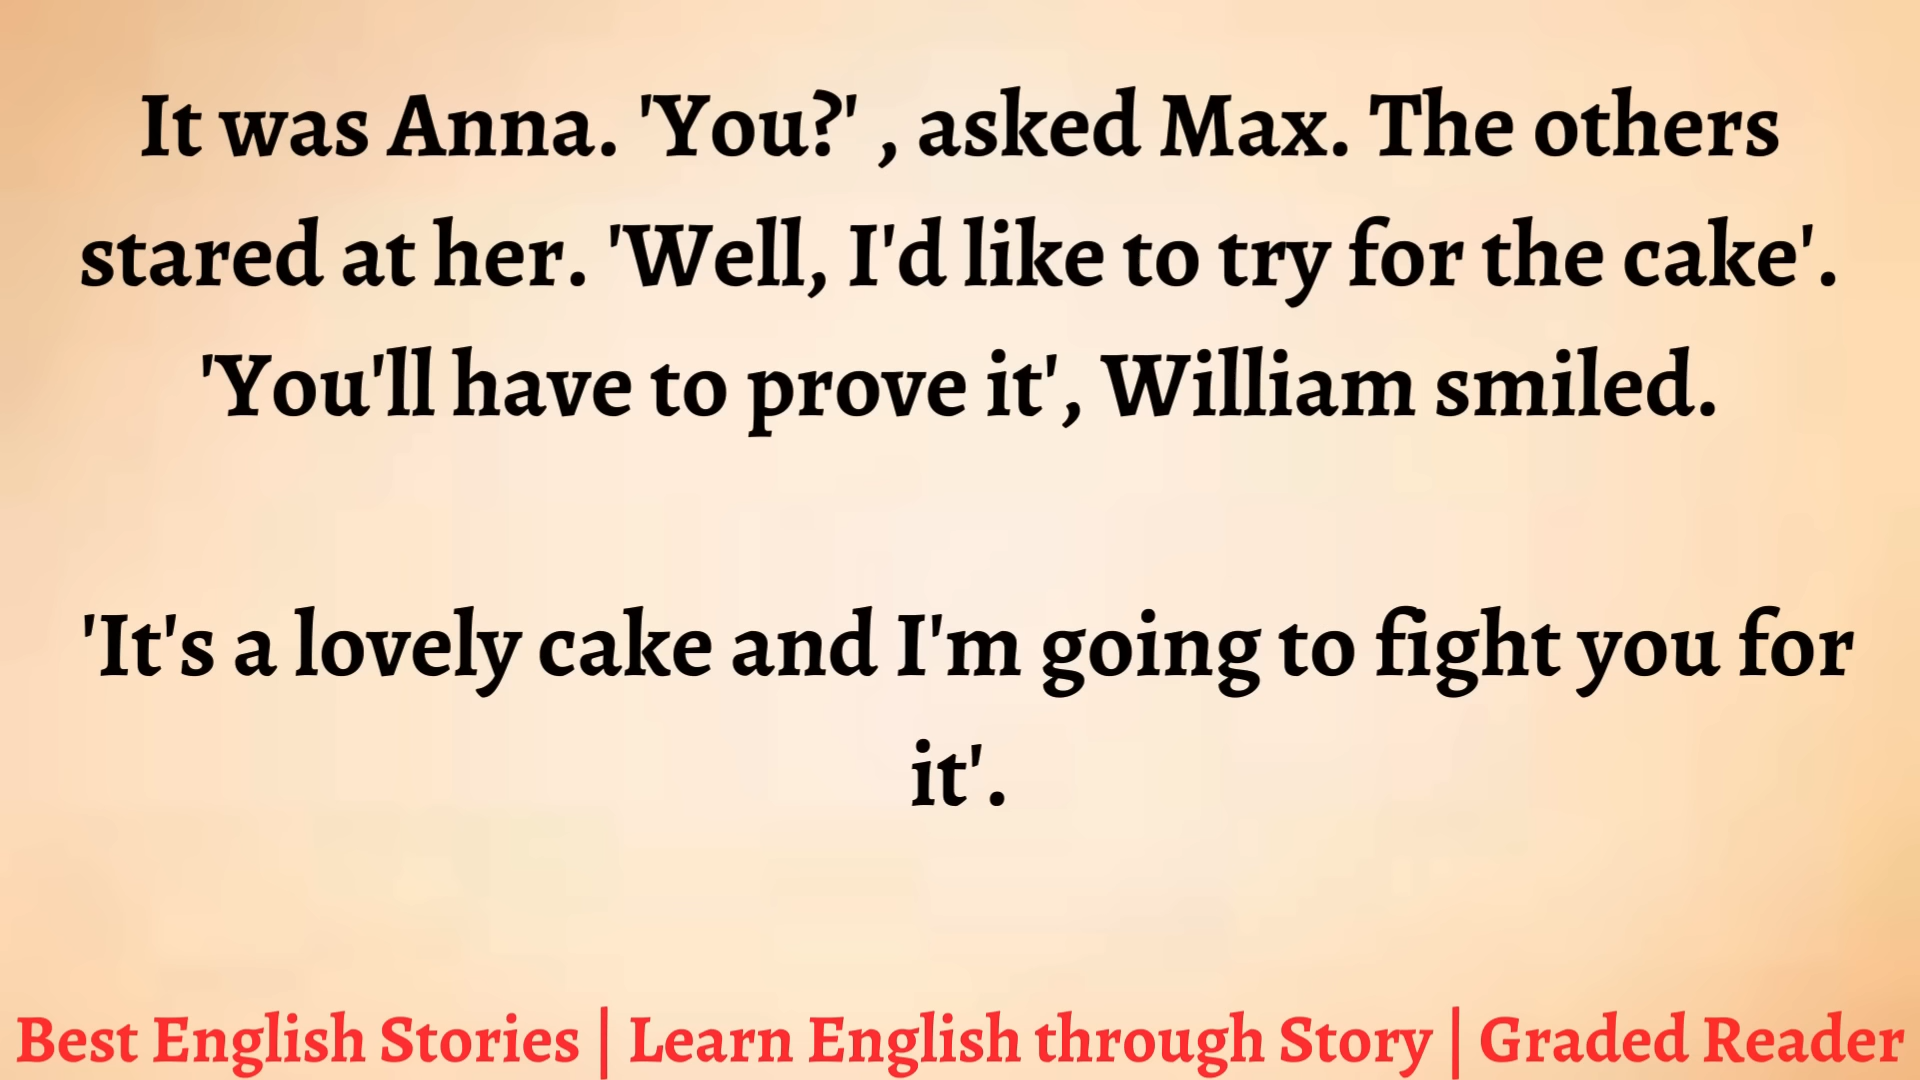 It was Anna. 'You?' , asked Max. The others
stared at her. 'Well, I'd like to try for the cake'.
'You'll have to prove it', William smiled.
'It's a lovely cake and I'm going to fight you for
it'.
Best English Stories | Learn English through Story | Graded Reader